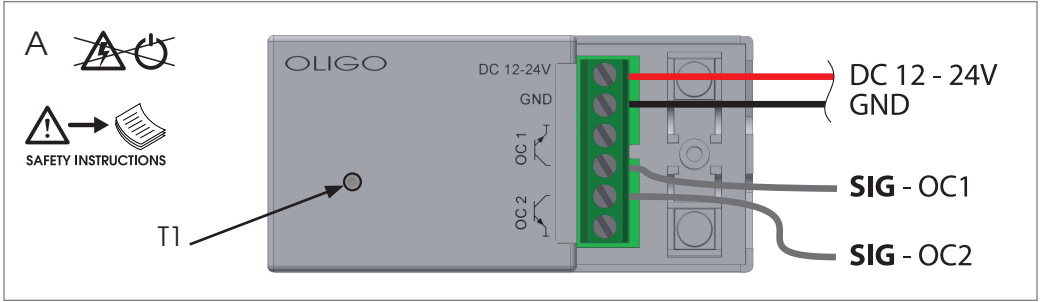 A
SAFETY INSTRUCTIONS
T1
OLIGO
DC 12-24V
GND
OC 1
OC 2
DC 12 - 24V
GND
SIG - OC1
SIG - OC2